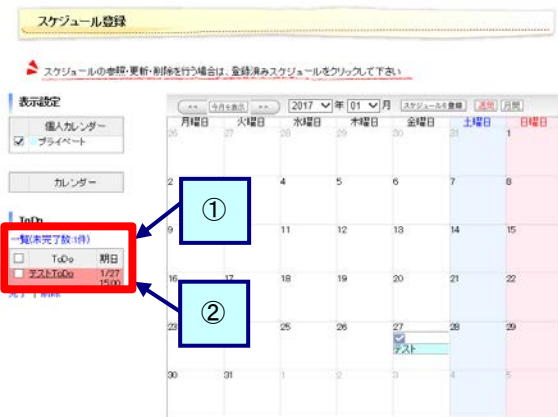 スケジュール登録
スケジュールの参照・更新・削除を行う場合は、登録済みスケジュールをクリックして下さい
表示設定
個人カレンダー
プライベート
カレンダー
ToDo
一覧(未完了数:1件)
ToDo 期日
テストToDo 1/27
15:00
完了 | 削除
<< 今月を表示 >> 2017 年 01 月 スケジュールを登録 週間 月間
月曜日 火曜日 水曜日 木曜日 金曜日 土曜日 日曜日
26 27 28 29 30 31 1
2 4 5 6 7 8
① 
9 11 12 13 14 15
16 17 18 19 20 21 22
②
23 25 26 27 28 29
テスト
30 31 1 2 3 4 5